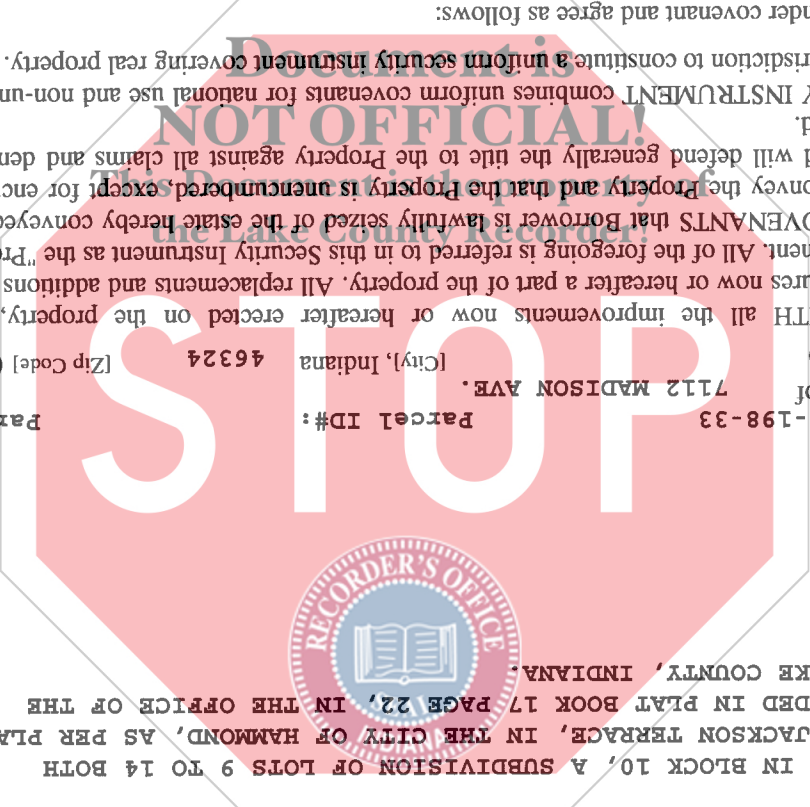 IN BLOCK 10, A SUBDIVISION OF LOTS 9 TO 14 BOTH
JACKSON TERRACE, IN THE CITY OF HAMMOND, AS PER PLA
DED IN PLAT BOOK 17 PAGE 22, IN THE OFFICE OF THE
KE COUNTY, INDIANA.
-198-33 Parcel ID#: Par
of 7112 MADISON AVE.
[City], Indiana 46324 [Zip Code] (
TH all the improvements now or hereafter erected on the property,
ures now or hereafter a part of the property. All replacements and additions
ment. All of the foregoing is referred to in this Security Instrument as the "Pr
OVENANTS that Borrower is lawfully seized of the estate hereby conveyed
onvey the Property and that the Property is unencumbered, except for enc
d will defend generally the title to the Property against all claims and dem
d.
Y INSTRUMENT combines uniform covenants for national use and non-un
risdiction to constitute a uniform security instrument covering real property.
nder covenant and agree as follows:
Document is
NOT OFFICIAL!
This Document is the property of
the Lake County Recorder!
STOP
RECORDER'S OFFICE